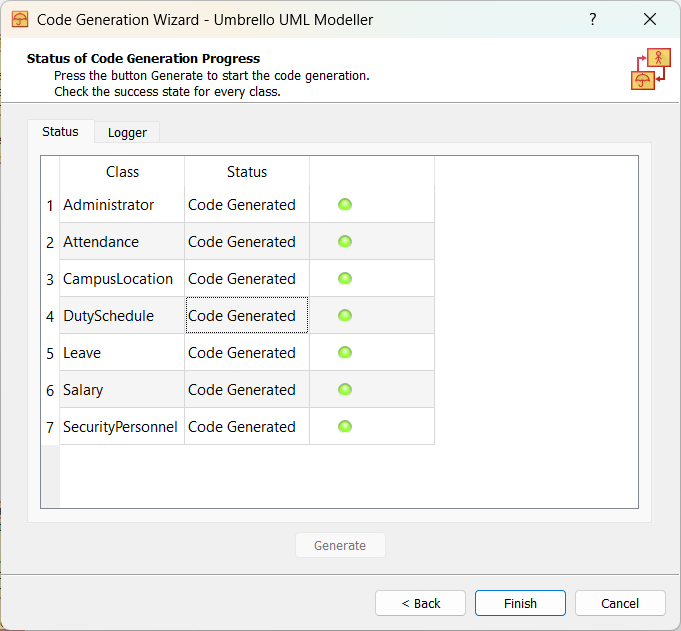 Code Generation Wizard - Umbrello UML Modeller ?
Status of Code Generation Progress
Press the button Generate to start the code generation.
Check the success state for every class.
Status Logger
Class Status
1 Administrator Code Generated
2 Attendance Code Generated
3 CampusLocation Code Generated
4 DutySchedule Code Generated
5 Leave Code Generated
6 Salary Code Generated
7 SecurityPersonnel Code Generated
Generate
< Back Finish Cancel